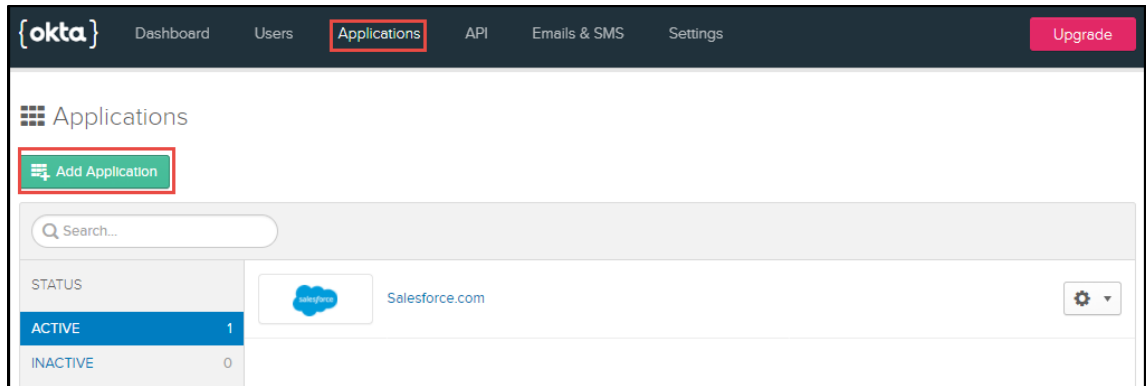 {okta} Dashboard Users Applications API Emails & SMS Settings Upgrade
Applications
Add Application
Search...
STATUS
salesforce Salesforce.com
ACTIVE 1
INACTIVE 0